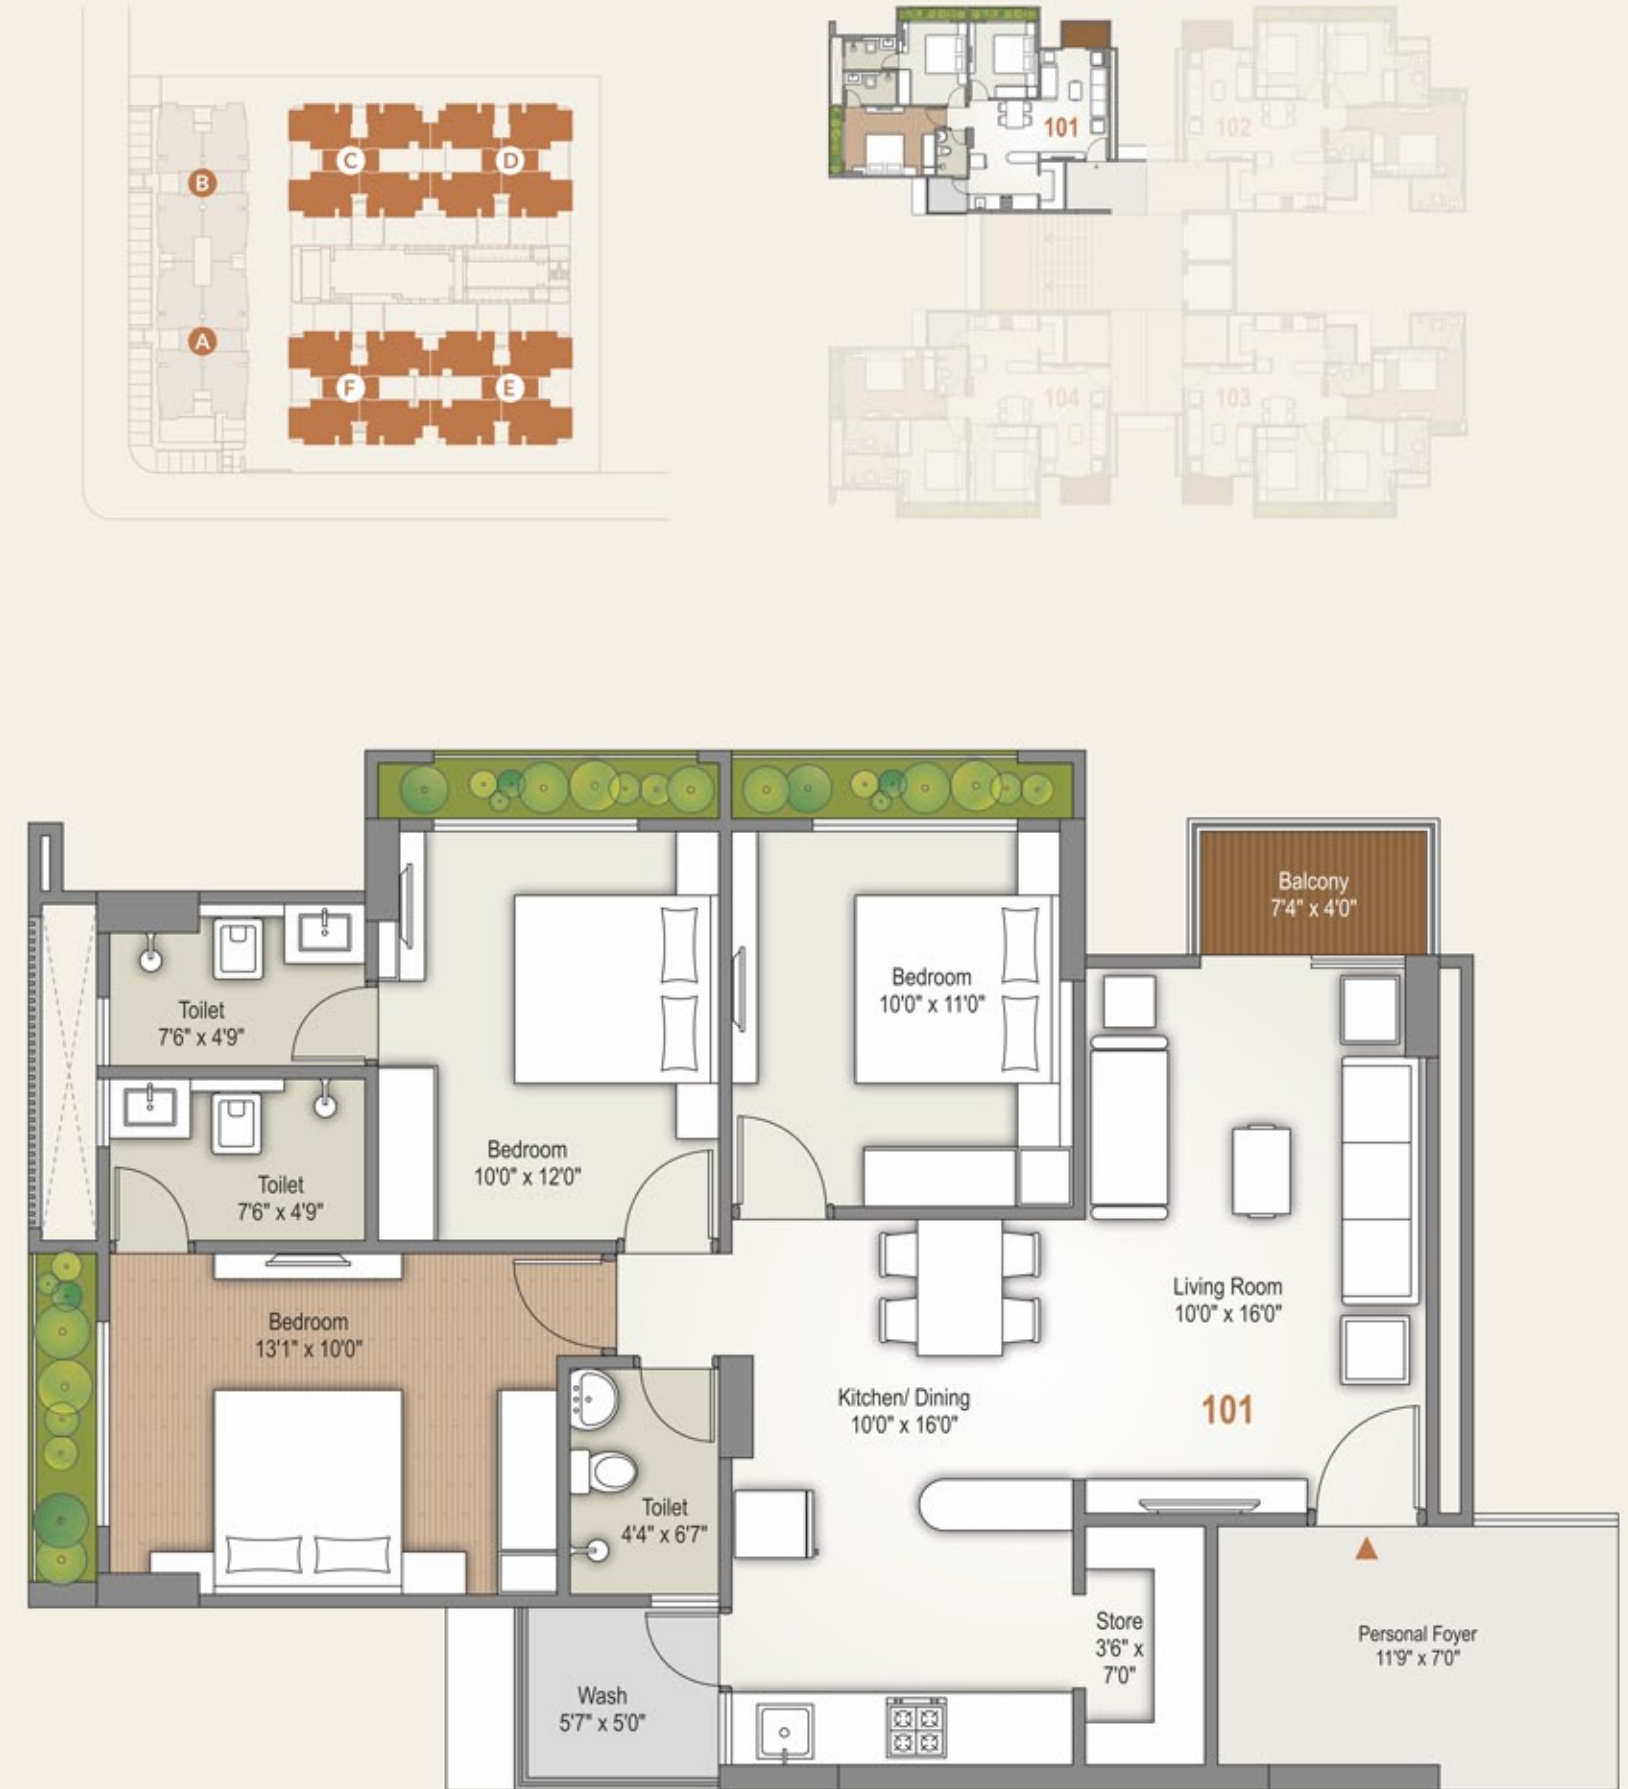 B
A
C
D
F
E
101
102
104
103
Balcony
7'4" x 4'0"
Bedroom
10'0" x 11'0"
Toilet
7'6" x 4'9"
Bedroom
10'0" x 12'0"
Toilet
7'6" x 4'9"
Living Room
10'0" x 16'0"
Bedroom
13'1" x 10'0"
Kitchen/ Dining
10'0" x 16'0"
101
Toilet
4'4" x 6'7"
Store
3'6" x
7'0"
Personal Foyer
11'9" x 7'0"
Wash
5'7" x 5'0"